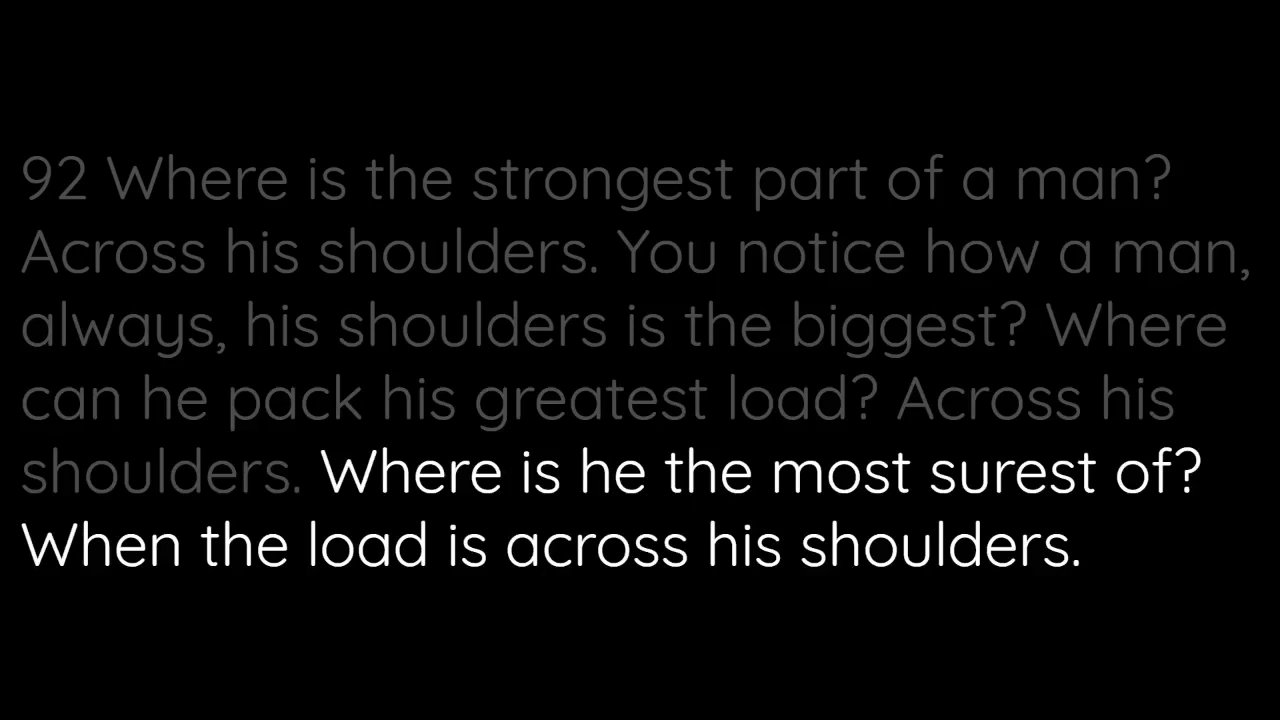 92 Where is the strongest part of a man?
Across his shoulders. You notice how a man,
always, his shoulders is the biggest? Where
can he pack his greatest load? Across his
shoulders. Where is he the most surest of?
When the load is across his shoulders.